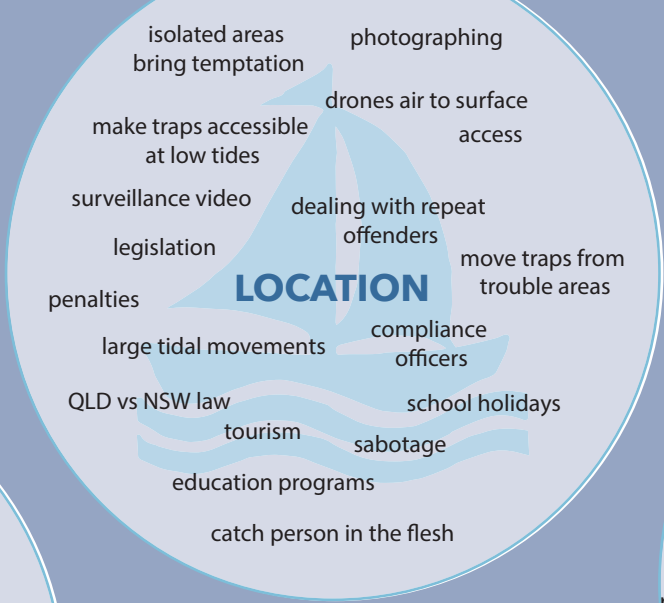 isolated areas
bring temptation
photographing
drones air to surface
access
make traps accessible
at low tides
surveillance video
dealing with repeat
offenders
legislation
move traps from
trouble areas
LOCATION
penalties
compliance
officers
large tidal movements
QLD vs NSW law
school holidays
tourism
sabotage
education programs
catch person in the flesh